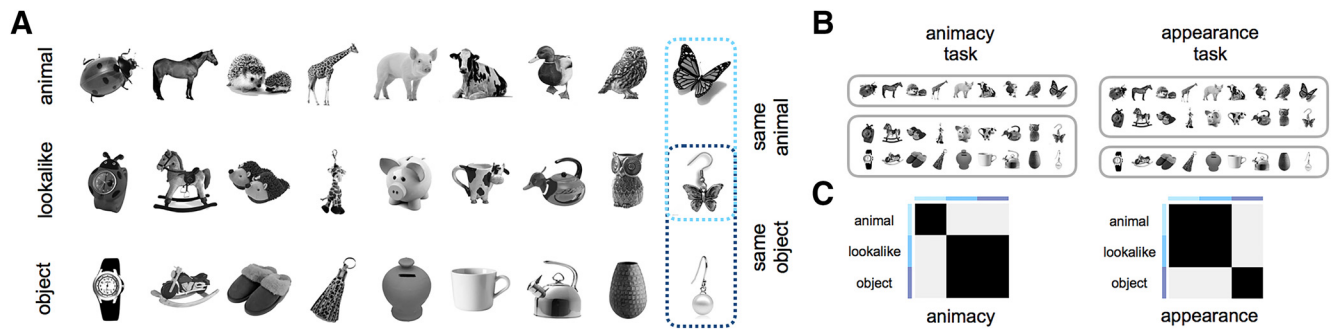 A
animal
lookalike
object
same
animal
same
object
B
animacy
task
appearance
task
C
animal
lookalike
object
animacy
animal
lookalike
object
appearance